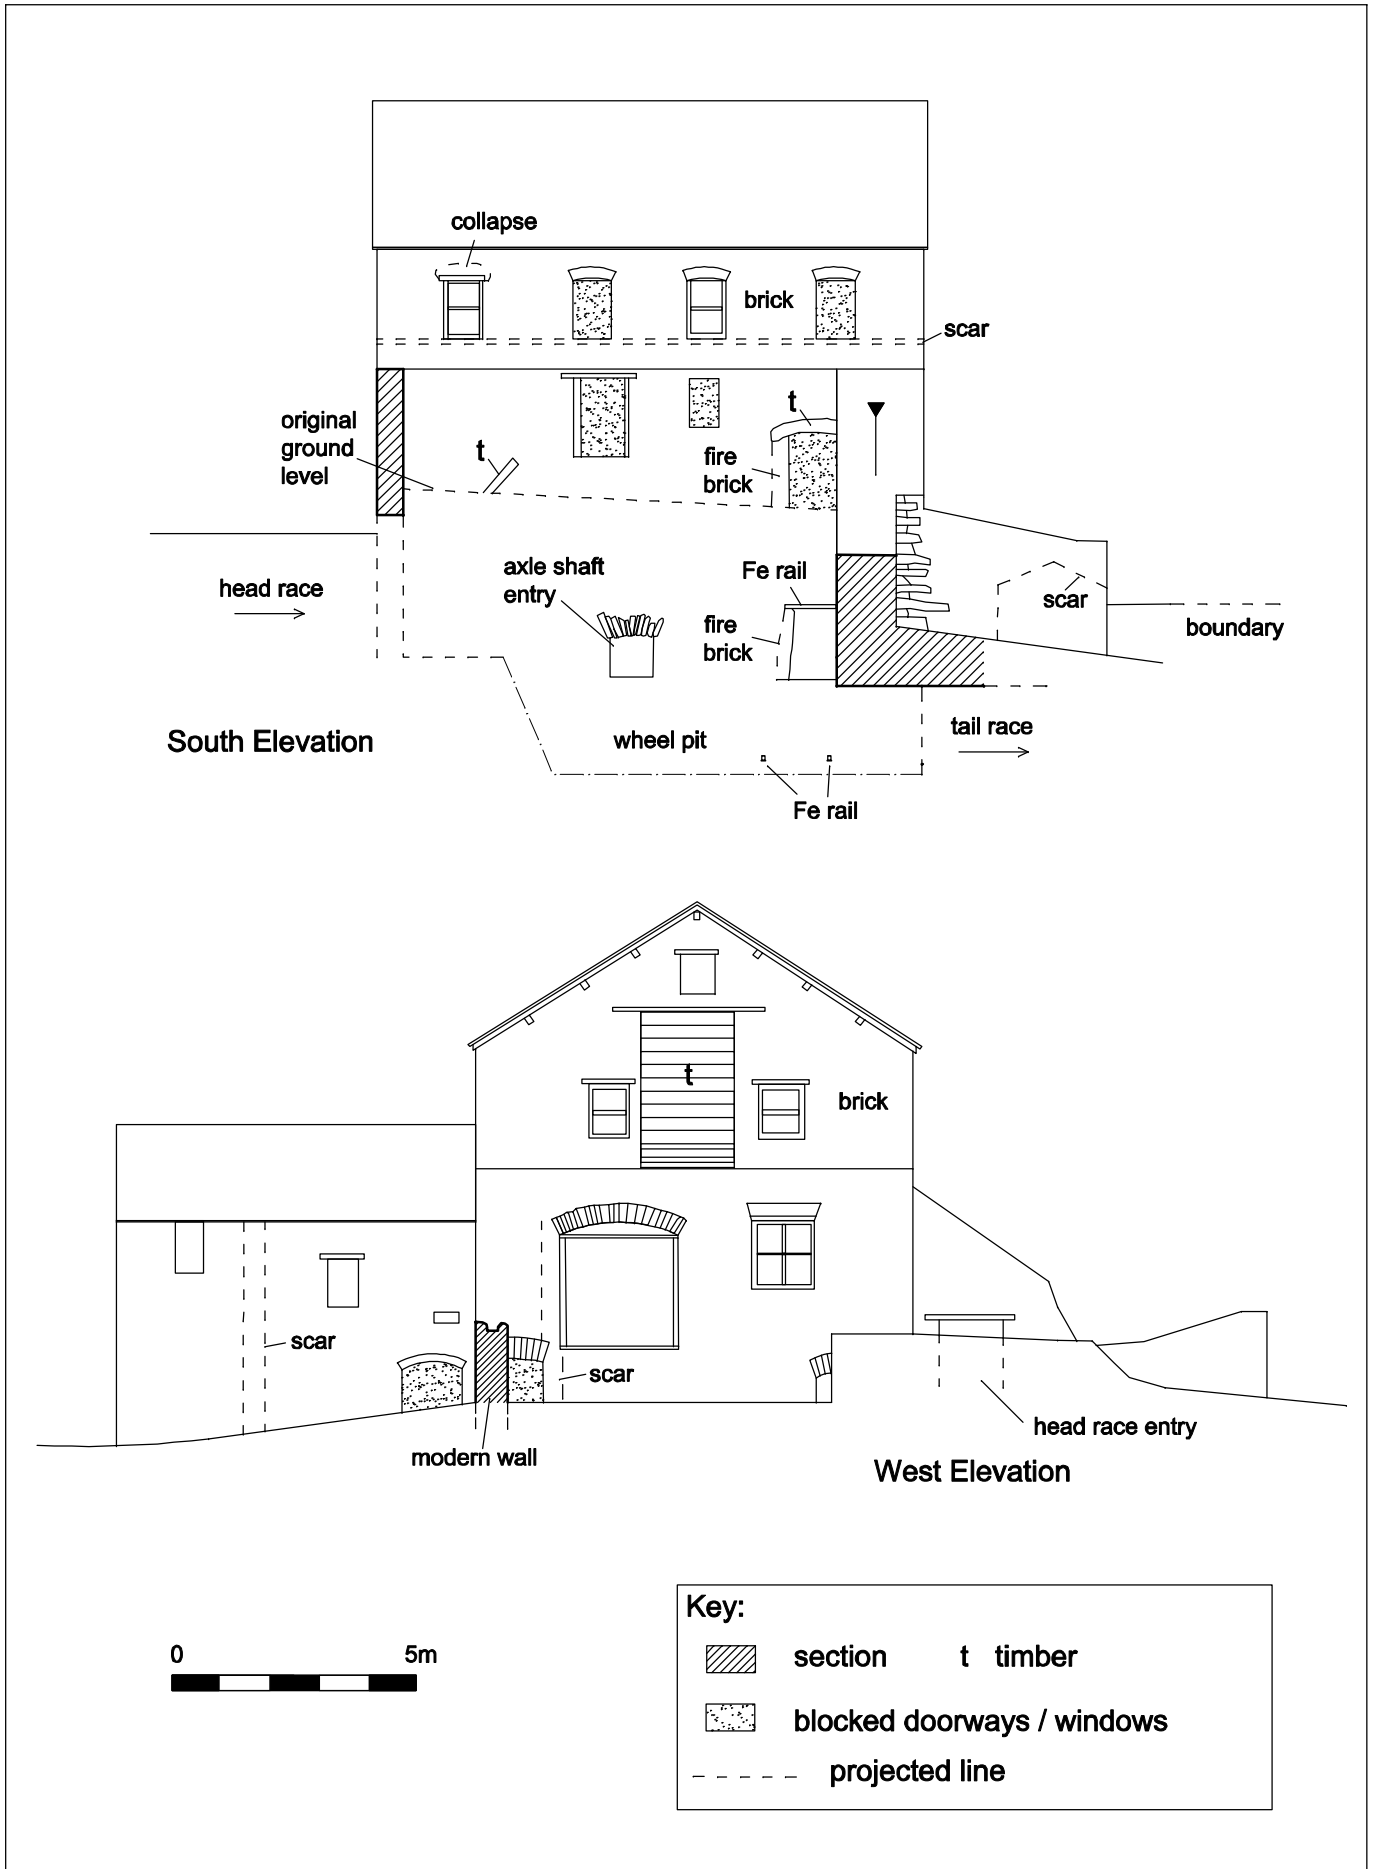 collapse
brick
scar
original
ground
level
t
t
fire
brick
head race
axle shaft
entry
Fe rail
fire
brick
scar
boundary
South Elevation
wheel pit
tail race
Fe rail
t
brick
scar
scar
modern wall
head race entry
West Elevation
Key:
section t timber
blocked doorways / windows
projected line
0 5m